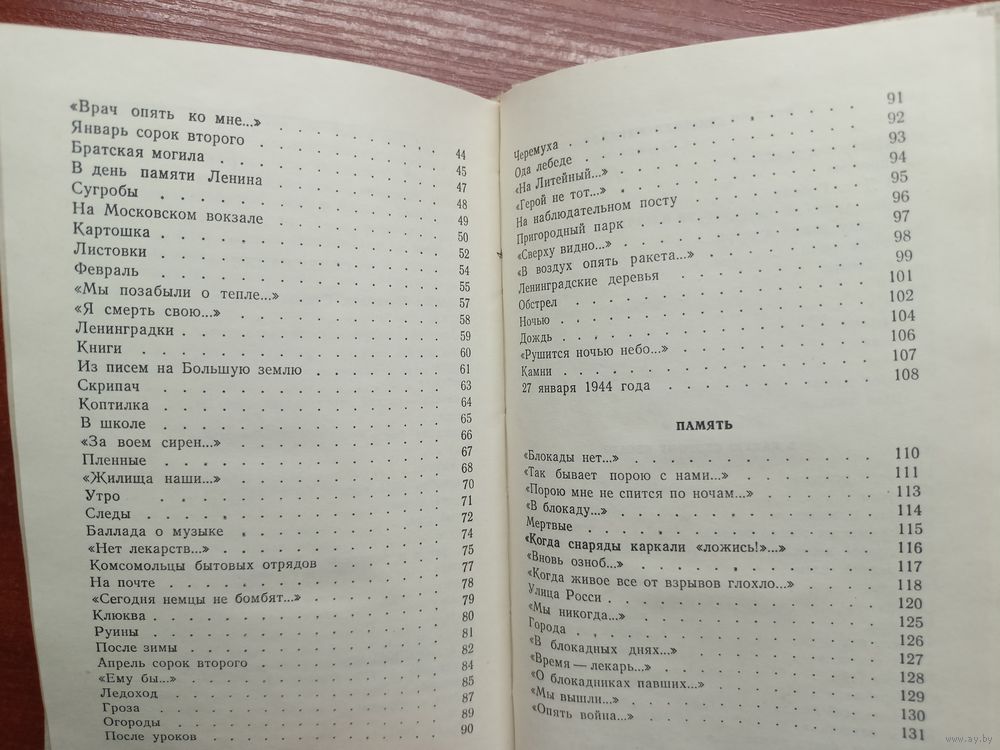 «Врач опять ко мне...» 44
Январь сорок второго 45
Братская могила 47
В день памяти Ленина 48
Сугробы 49
На Московском вокзале 50
Картошка 52
Листовки 54
Февраль 55
«Мы позабыли о тепле...» 57
«Я смерть свою...» 58
Ленинградки 59
Книги 60
Из писем на Большую землю 61
Скрипач 63
Коптилка 64
В школе 65
«За воем сирен...» 66
Пленные 67
«Жилища наши...» 68
Утро 70
Следы 71
Баллада о музыке 72
«Нет лекарств...» 74
Комсомольцы бытовых отрядов 75
На почте 77
«Сегодня немцы не бомбят...» 78
Клюква 79
Руины 80
После зимы 81
Апрель сорок второго 82
«Ему бы...» 84
Ледоход 85
Гроза 87
Огороды 89
После уроков 90
Черемуха 91
Ода лебеде 92
«На Литейный...» 93
«Герой не тот...» 94
На наблюдательном посту 95
Пригородный парк 96
«Сверху видно...» 97
«В воздух опять ракета...» 98
Ленинградские деревья 99
Обстрел 101
Ночью 102
Дождь 104
«Рушится ночью небо...» 106
Камни 107
27 января 1944 года 108
ПАМЯТЬ
«Блокады нет...» 110
«Так бывает порою с нами...» 111
«Порою мне не спится по ночам...» 113
«В блокаду...» 114
Мертвые 115
«Когда снаряды каркали «ложись!»...» 116
«Вновь озноб...» 117
«Когда живое все от взрывов глохло...» 118
Улица Росси 120
«Мы никогда...» 125
Города 126
«В блокадных днях...» 127
«Время — лекарь...» 128
«О блокадниках павших...» 129
«Мы вышли...» 130
«Опять война...» 131
www.ay.by